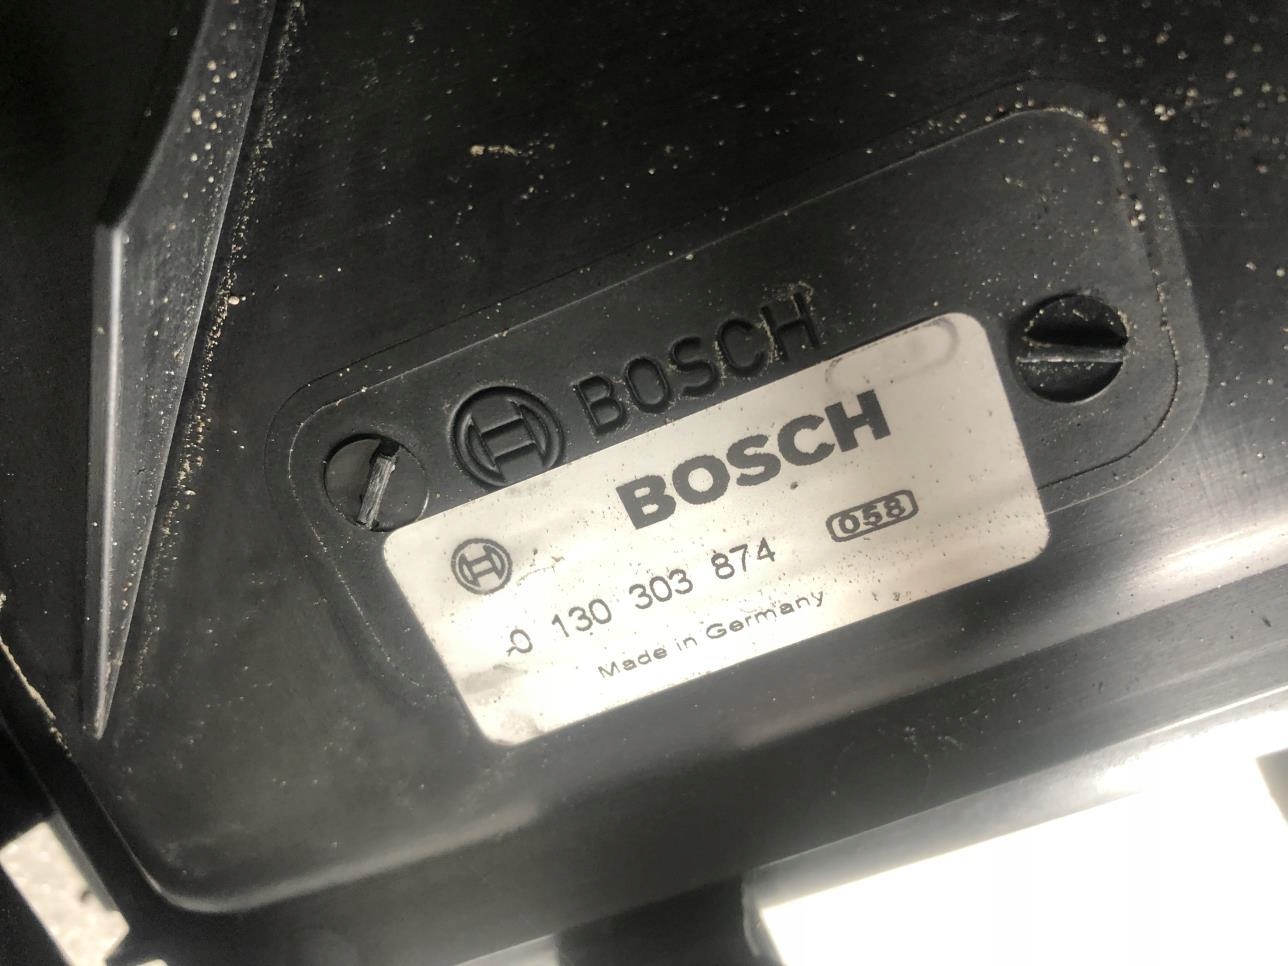 BOSCH
BOSCH
0 130 303 874 058
Made in Germany